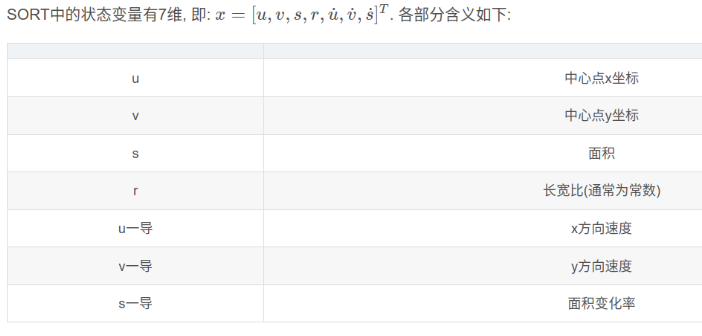 SORT中的状态变量有7维, 即: x = [u, v, s, r, u̇, v̇, ṡ]ᵀ. 各部分含义如下:
u 中心点x坐标
v 中心点y坐标
s 面积
r 长宽比(通常为常数)
u一导 x方向速度
v一导 y方向速度
s一导 面积变化率